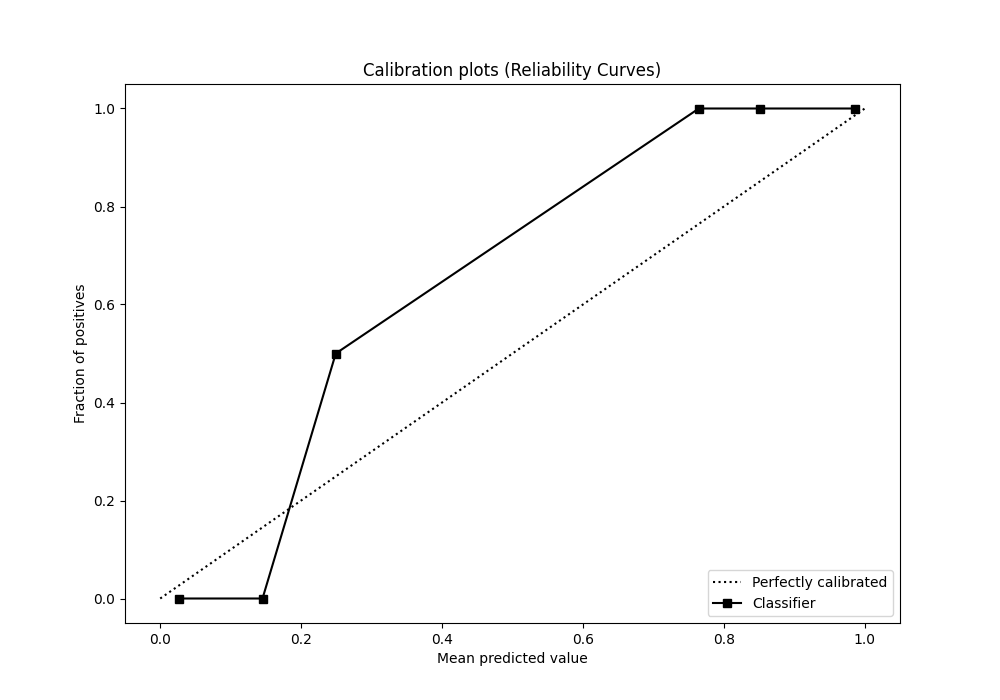 Calibration plots (Reliability Curves)
1.0
0.8
0.6
0.4
0.2
0.0
Fraction of positives
Perfectly calibrated
Classifier
0.0 0.2 0.4 0.6 0.8 1.0
Mean predicted value